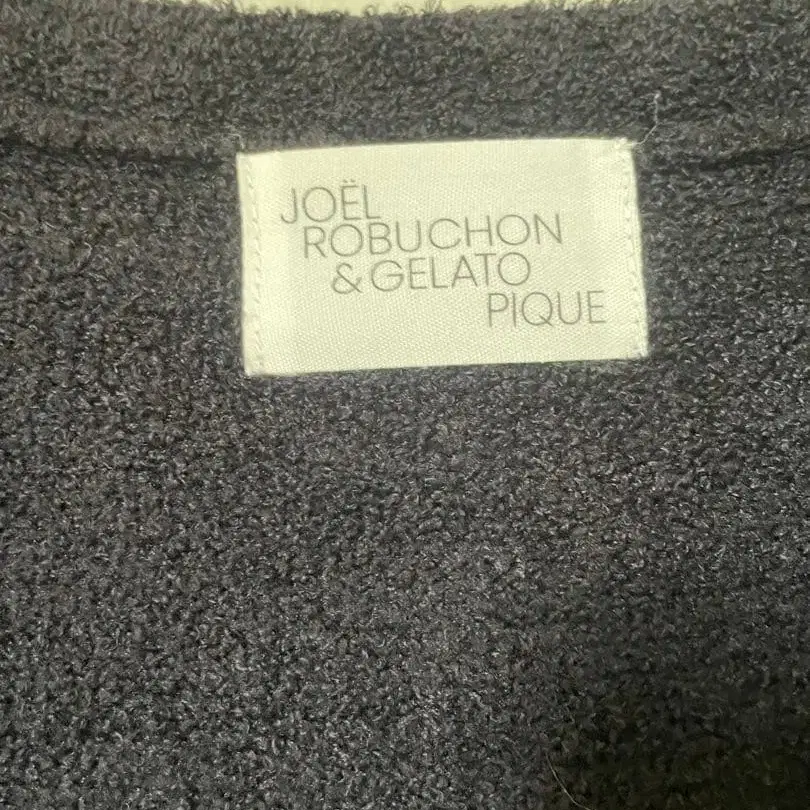 JOËL
ROBUCHON
& GELATO
PIQUE